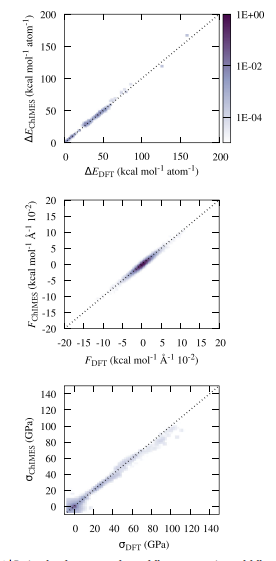 200
150
100
50
0
ΔE_ChIMES (kcal mol⁻¹ atom⁻¹)
0 50 100 150 200
ΔE_DFT (kcal mol⁻¹ atom⁻¹)
1E+00
1E-02
1E-04
20
15
10
5
0
-5
-10
-15
-20
F_ChIMES (kcal mol⁻¹ Å⁻¹ 10⁻²)
-20 -15 -10 -5 0 5 10 15 20
F_DFT (kcal mol⁻¹ Å⁻¹ 10⁻²)
140
120
100
80
60
40
20
0
σ_ChIMES (GPa)
0 20 40 60 80 100 120 140
σ_DFT (GPa)